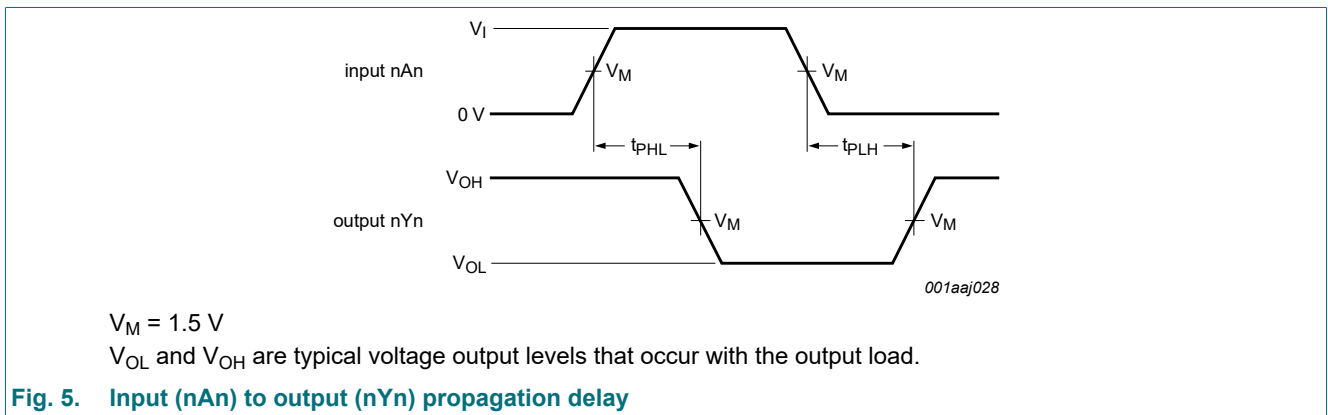 V_I
input nAn
V_M
V_M
0 V
t_PHL
t_PLH
V_OH
output nYn
V_M
V_M
V_OL
001aaj028
V_M = 1.5 V
V_OL and V_OH are typical voltage output levels that occur with the output load.
Fig. 5. Input (nAn) to output (nYn) propagation delay